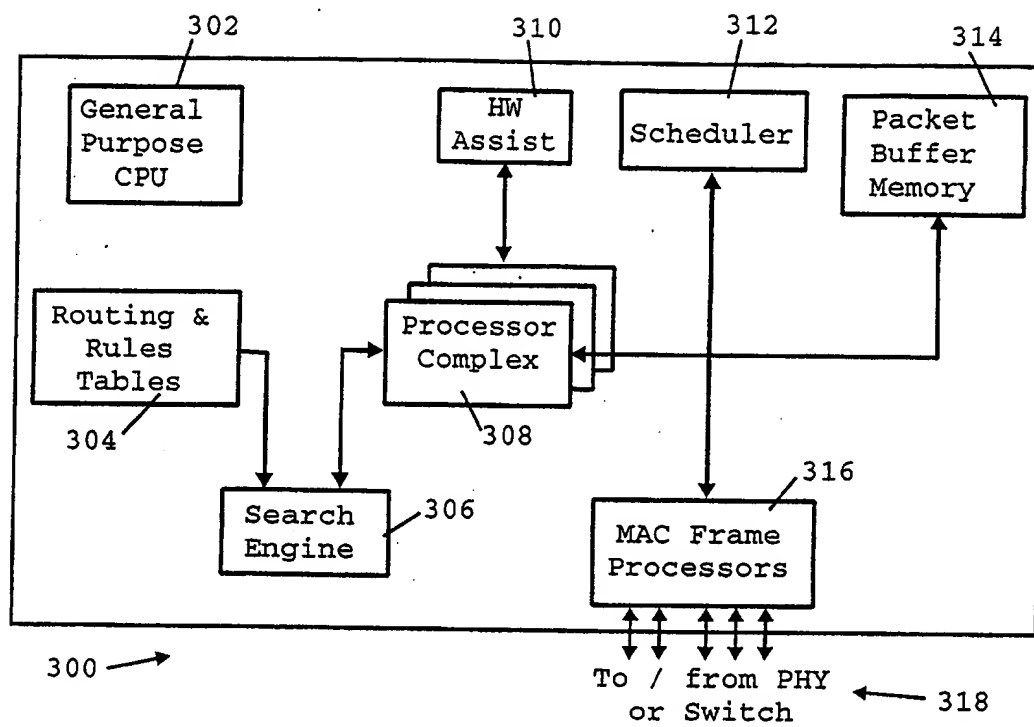 302
310
312
314
General
Purpose
CPU
HW
Assist
Scheduler
Packet
Buffer
Memory
Routing &
Rules
Tables
304
Processor
Complex
308
Search
Engine
306
316
MAC Frame
Processors
300
To / from PHY
or Switch
318